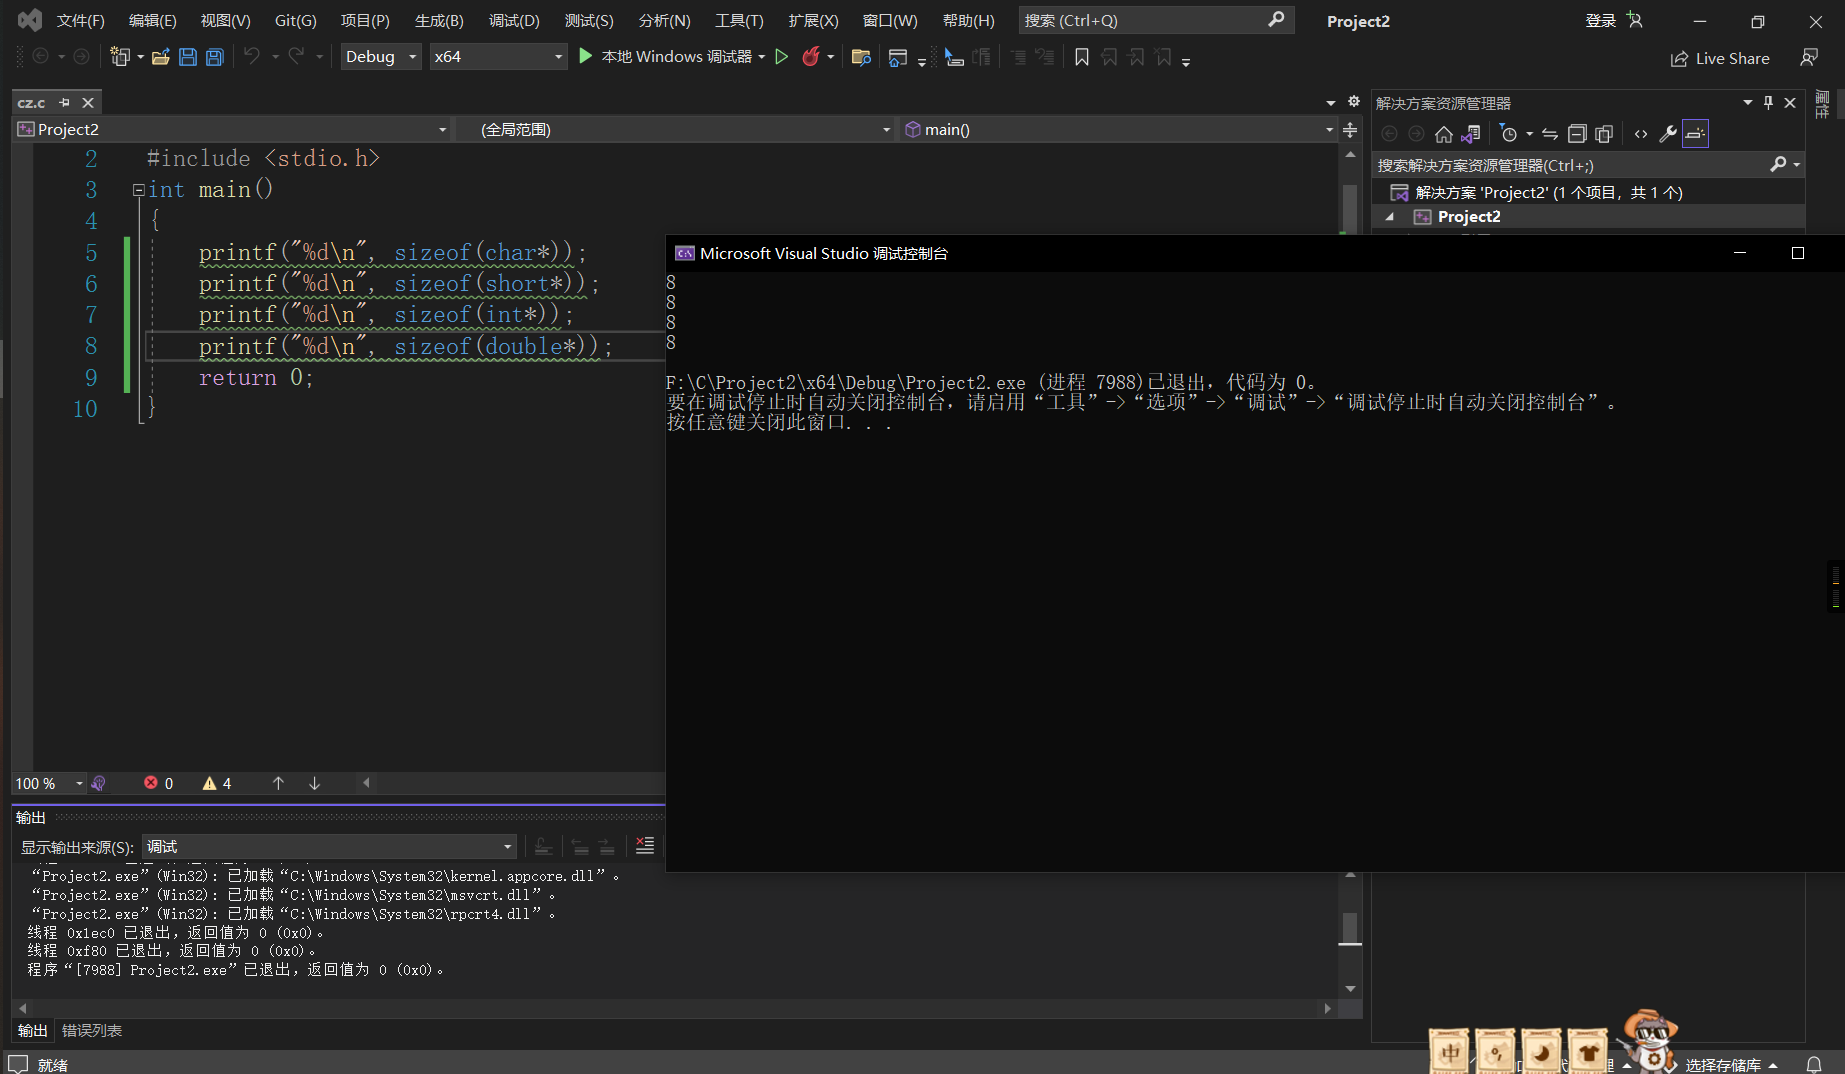 文件(F) 编辑(E) 视图(V) Git(G) 项目(P) 生成(B) 调试(D) 测试(S) 分析(N) 工具(T) 扩展(X) 窗口(W) 帮助(H) 搜索 (Ctrl+Q) Project2 登录
Debug x64 本地 Windows 调试器 Live Share
cz.c
Project2 (全局范围) main()
2 #include <stdio.h>
3 int main()
4 {
5 printf("%d\n", sizeof(char*));
6 printf("%d\n", sizeof(short*));
7 printf("%d\n", sizeof(int*));
8 printf("%d\n", sizeof(double*));
9 return 0;
10 }
解决方案资源管理器
属性
搜索解决方案资源管理器(Ctrl+;)
解决方案 'Project2' (1 个项目，共 1 个)
Project2
Microsoft Visual Studio 调试控制台
8
8
8
8
F:\C\Project2\x64\Debug\Project2.exe (进程 7988)已退出，代码为 0。
要在调试停止时自动关闭控制台，请启用“工具”->“选项”->“调试”->“调试停止时自动关闭控制台”。
按任意键关闭此窗口. . .
100 % 0 4
输出
显示输出来源(S): 调试
“Project2.exe”(Win32): 已加载“C:\Windows\System32\kernel.appcore.dll”。
“Project2.exe”(Win32): 已加载“C:\Windows\System32\msvcrt.dll”。
“Project2.exe”(Win32): 已加载“C:\Windows\System32\rpcrt4.dll”。
线程 0x1ec0 已退出，返回值为 0 (0x0)。
线程 0xf80 已退出，返回值为 0 (0x0)。
程序“[7988] Project2.exe”已退出，返回值为 0 (0x0)。
输出 错误列表
就绪 中 选择存储库